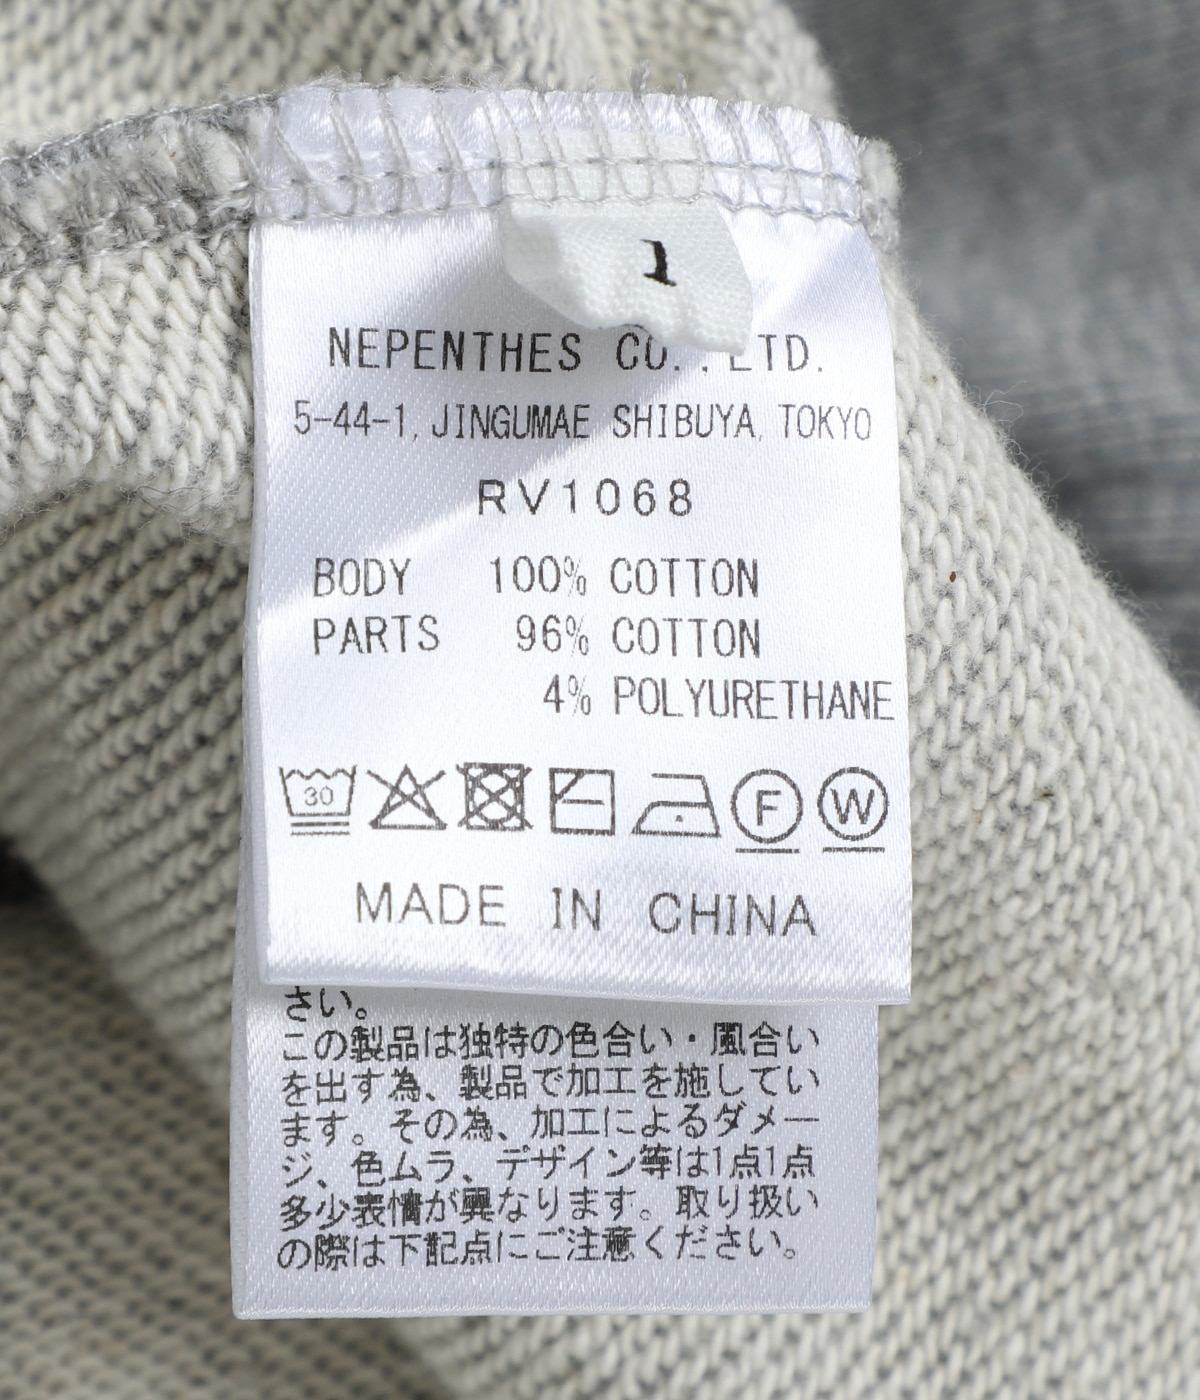 1
NEPENTHES CO.,LTD.
5-44-1, JINGUMAE SHIBUYA, TOKYO
RV1068
BODY 100% COTTON
PARTS 96% COTTON
4% POLYURETHANE
30
F W
MADE IN CHINA
さい。
この製品は独特の色合い・風合い
を出す為、製品で加工を施してい
ます。その為、加工によるダメー
ジ、色ムラ、デザイン等は1点1点
多少表情が異なります。取り扱い
の際は下記点にご注意ください。